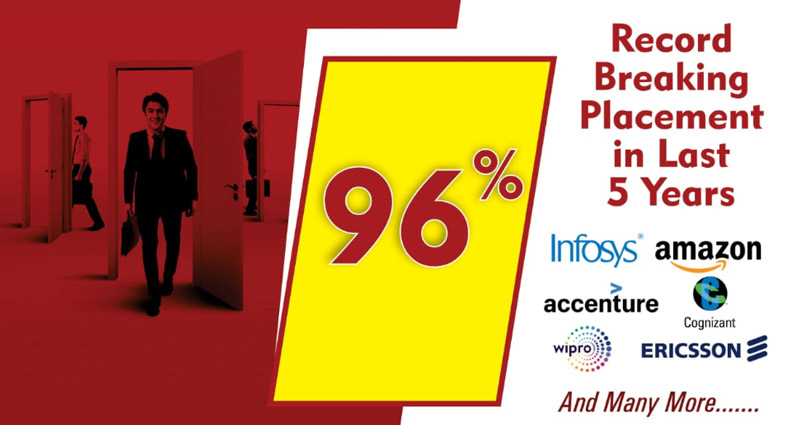 96%
Record
Breaking
Placement
in Last
5 Years
Infosys®
amazon
accenture
Cognizant
wipro
ERICSSON
And Many More.......